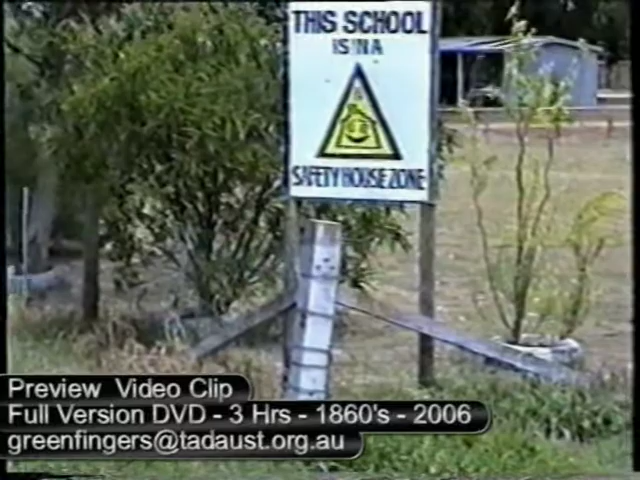 THIS SCHOOL
IS IN A
SAFETY HOUSE ZONE
Preview Video Clip
Full Version DVD - 3 Hrs - 1860's - 2006
greenfingers@tadaust.org.au